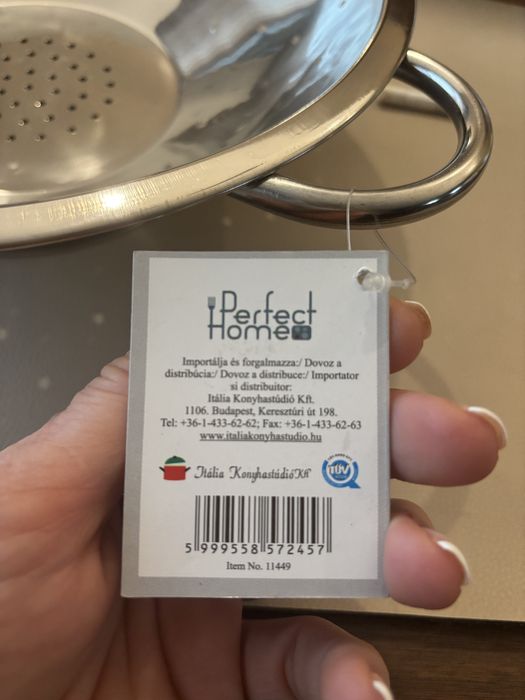 Perfect
Home
Importálja és forgalmazza:/ Dovoz a
distribúcia:/ Dovoz a distribuce:/ Importator
si distribuitor:
Itália Konyhastúdió Kft.
1106. Budapest, Keresztúri út 198.
Tel: +36-1-433-62-62; Fax: +36-1-433-62-63
www.italiakonyhastudio.hu
Itália KonyhastúdióKft
TÜV
5 999558 572457
Item No. 11449